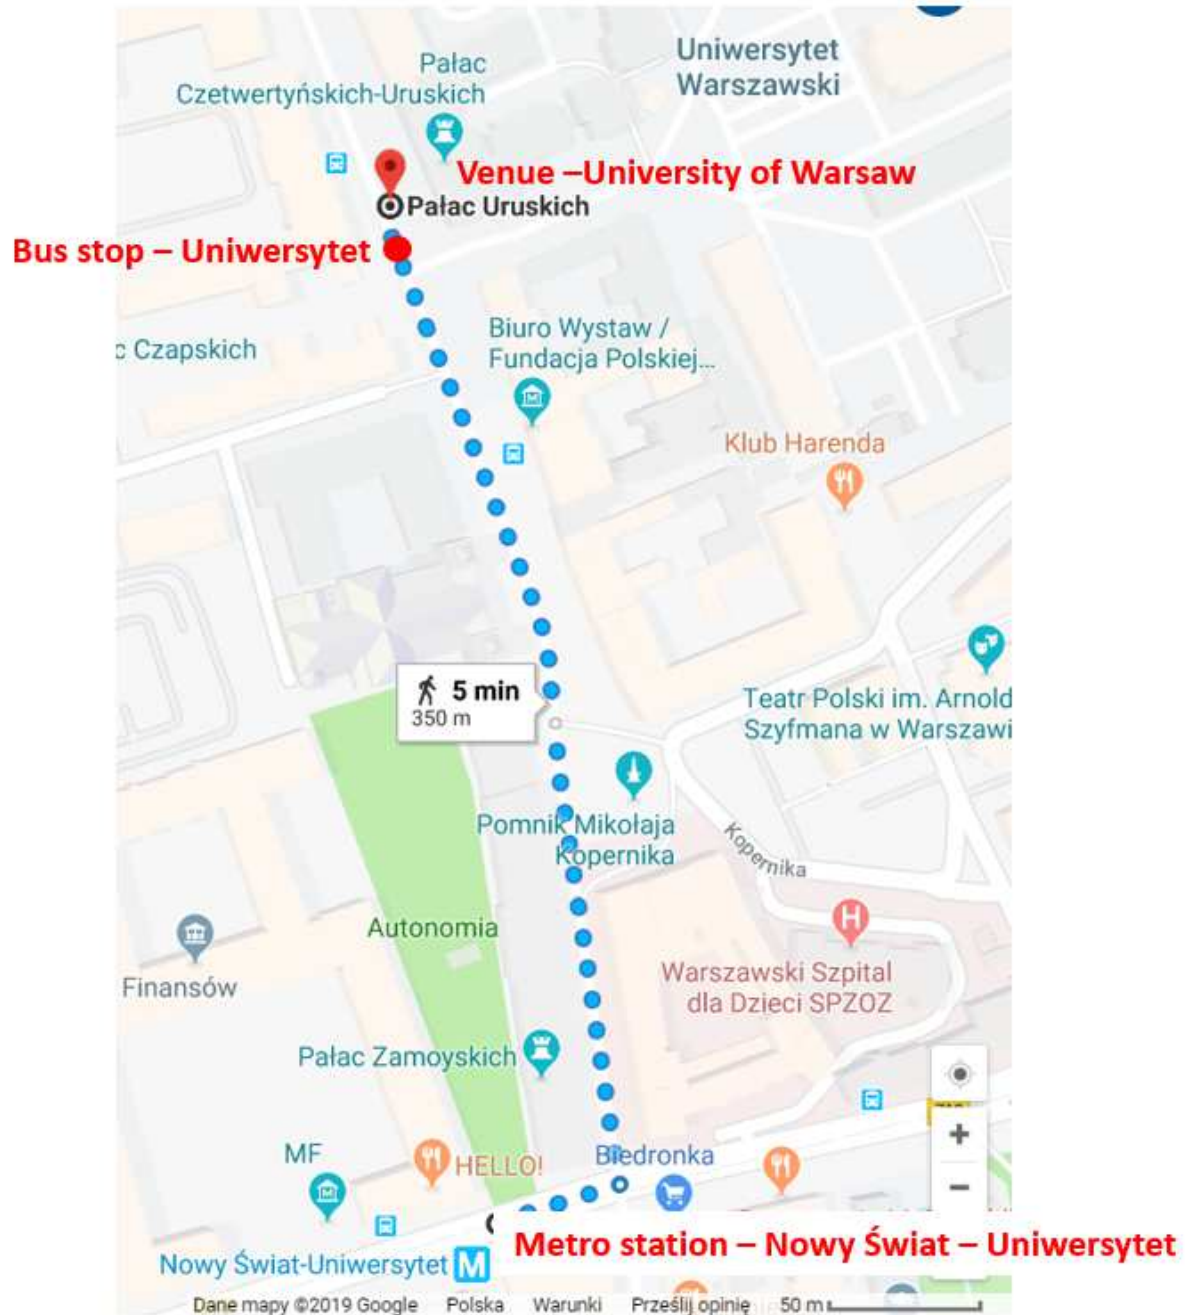 Uniwersytet
Warszawski
Pałac
Czetwertyńskich-Uruskich
Venue –University of Warsaw
Pałac Uruskich
Bus stop – Uniwersytet
Biuro Wystaw /
Fundacja Polskiej...
c Czapskich
Klub Harenda
5 min
350 m
Teatr Polski im. Arnold
Szyfmana w Warszawi
Pomnik Mikołaja
Kopernika
Kopernika
Autonomia
Finansów
Warszawski Szpital
dla Dzieci SPZOZ
Pałac Zamoyskich
MF
HELLO!
Biedronka
Metro station – Nowy Świat – Uniwersytet
Nowy Świat-Uniwersytet M
Dane mapy ©2019 Google Polska Warunki Prześlij opinię 50 m